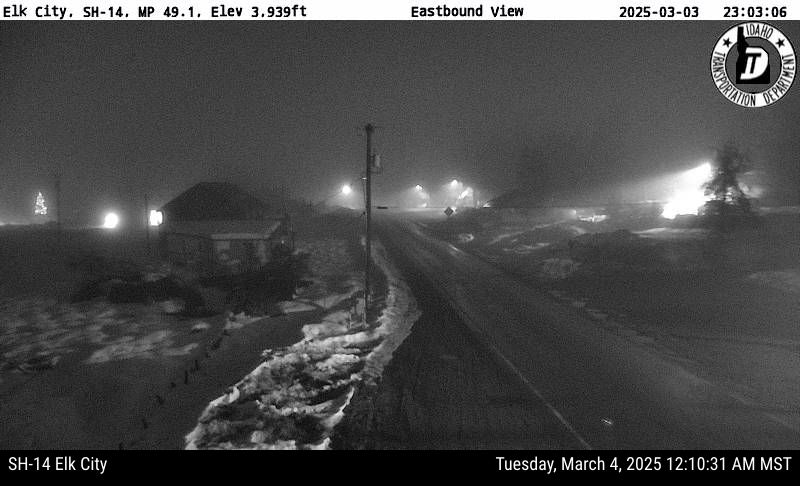 Elk City, SH-14, MP 49.1, Elev 3,939ft Eastbound View 2025-03-03 23:03:06
IDAHO
TRANSPORTATION DEPARTMENT
SH-14 Elk City Tuesday, March 4, 2025 12:10:31 AM MST